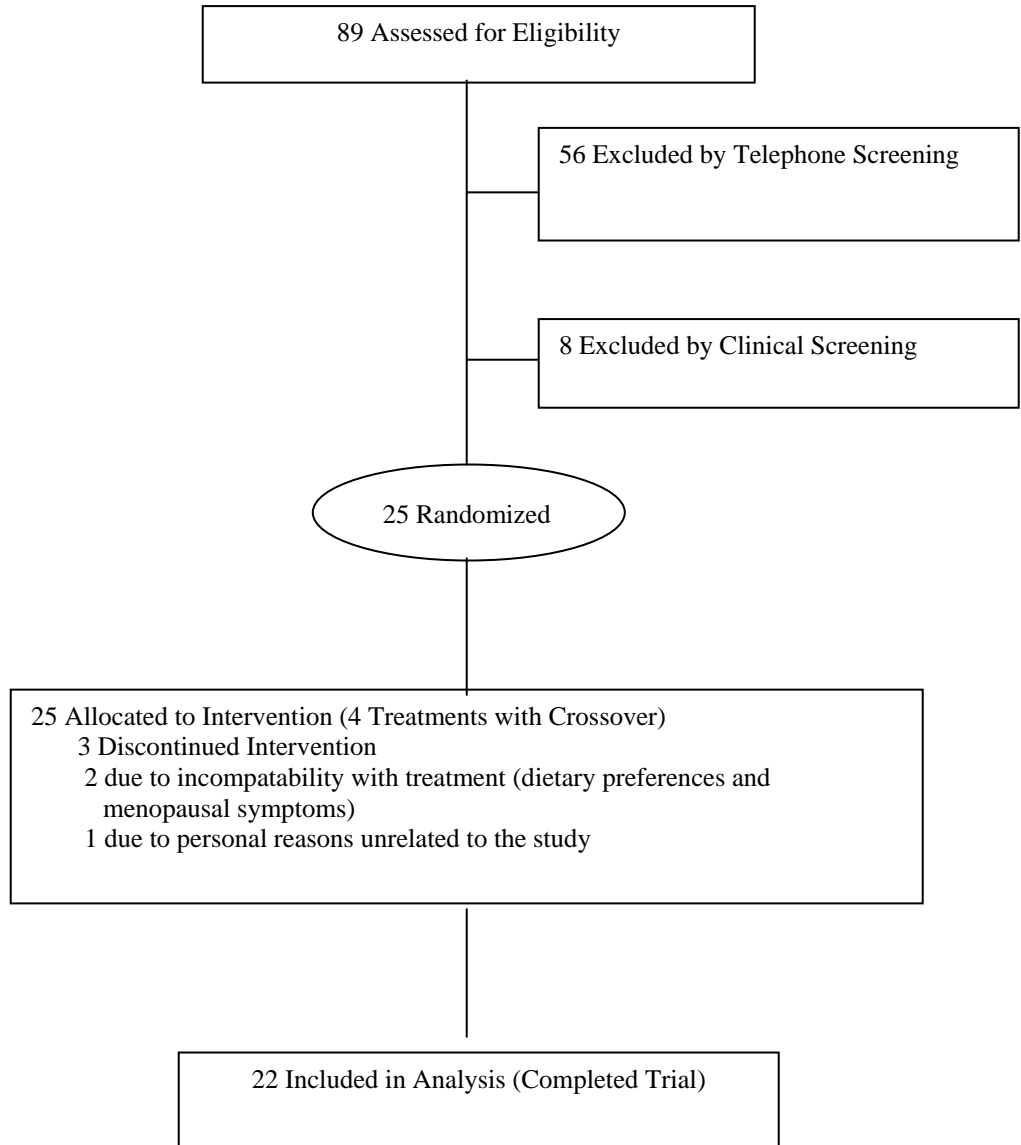 89 Assessed for Eligibility
56 Excluded by Telephone Screening
8 Excluded by Clinical Screening
25 Randomized
25 Allocated to Intervention (4 Treatments with Crossover)
3 Discontinued Intervention
2 due to incompatability with treatment (dietary preferences and
menopausal symptoms)
1 due to personal reasons unrelated to the study
22 Included in Analysis (Completed Trial)